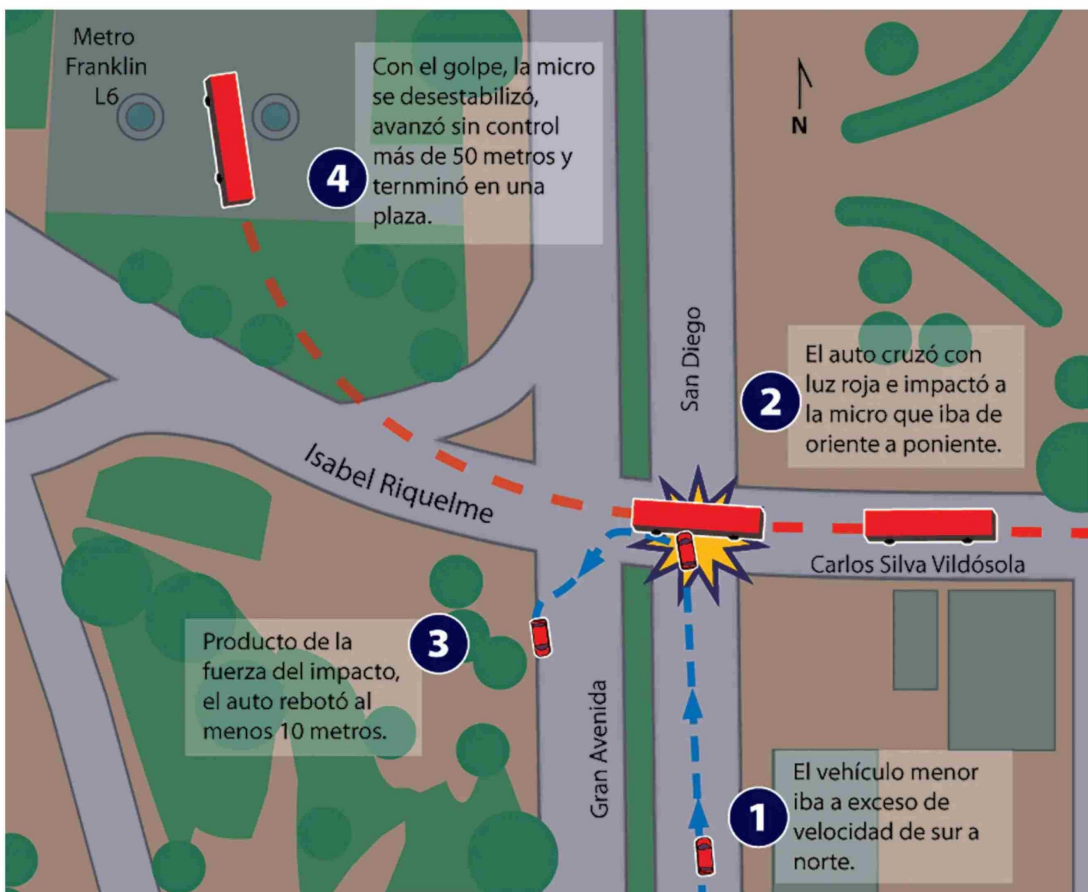 Metro
Franklin
L6
4
Con el golpe, la micro
se desestabilizó,
avanzó sin control
más de 50 metros y
ternminó en una
plaza.
N
San Diego
2
El auto cruzó con
luz roja e impactó a
la micro que iba de
oriente a poniente.
Isabel Riquelme
Carlos Silva Vildósola
3
Producto de la
fuerza del impacto,
el auto rebotó al
menos 10 metros.
Gran Avenida
1
El vehículo menor
iba a exceso de
velocidad de sur a
norte.